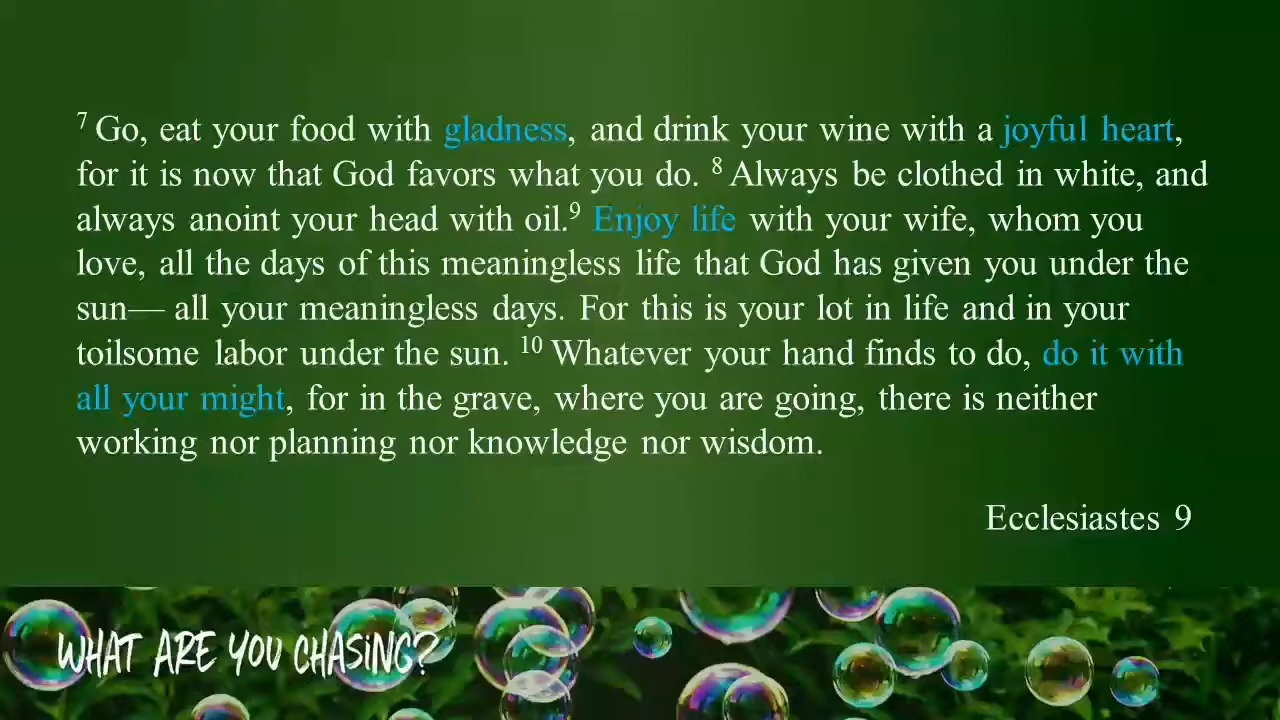 7 Go, eat your food with gladness, and drink your wine with a joyful heart,
for it is now that God favors what you do. 8 Always be clothed in white, and
always anoint your head with oil.9 Enjoy life with your wife, whom you
love, all the days of this meaningless life that God has given you under the
sun— all your meaningless days. For this is your lot in life and in your
toilsome labor under the sun. 10 Whatever your hand finds to do, do it with
all your might, for in the grave, where you are going, there is neither
working nor planning nor knowledge nor wisdom.
Ecclesiastes 9
WHAT ARE YOU CHASING?